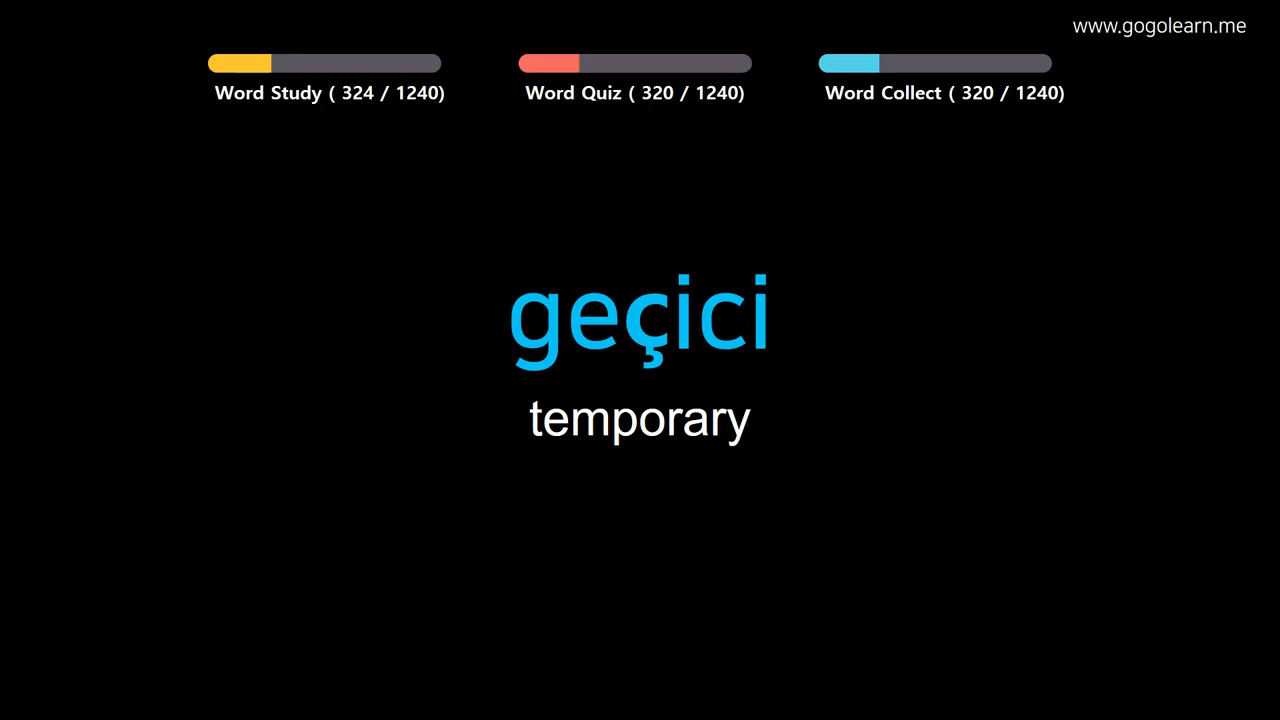 www.gogolearn.me
Word Study ( 324 / 1240)
Word Quiz ( 320 / 1240)
Word Collect ( 320 / 1240)
geçici
temporary